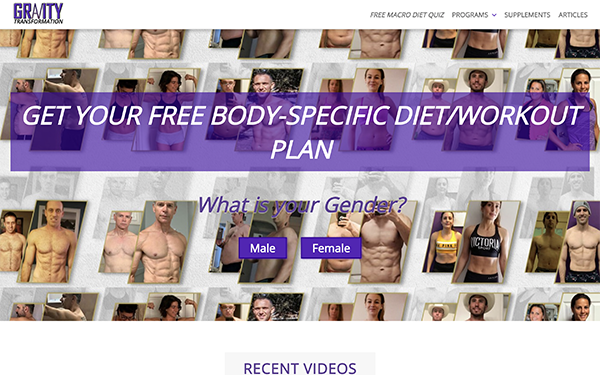 GRAVITY
TRANSFORMATION
FREE MACRO DIET QUIZ PROGRAMS SUPPLEMENTS ARTICLES
GET YOUR FREE BODY-SPECIFIC DIET/WORKOUT
PLAN
What is your Gender?
Male Female
VICTORIA
RECENT VIDEOS